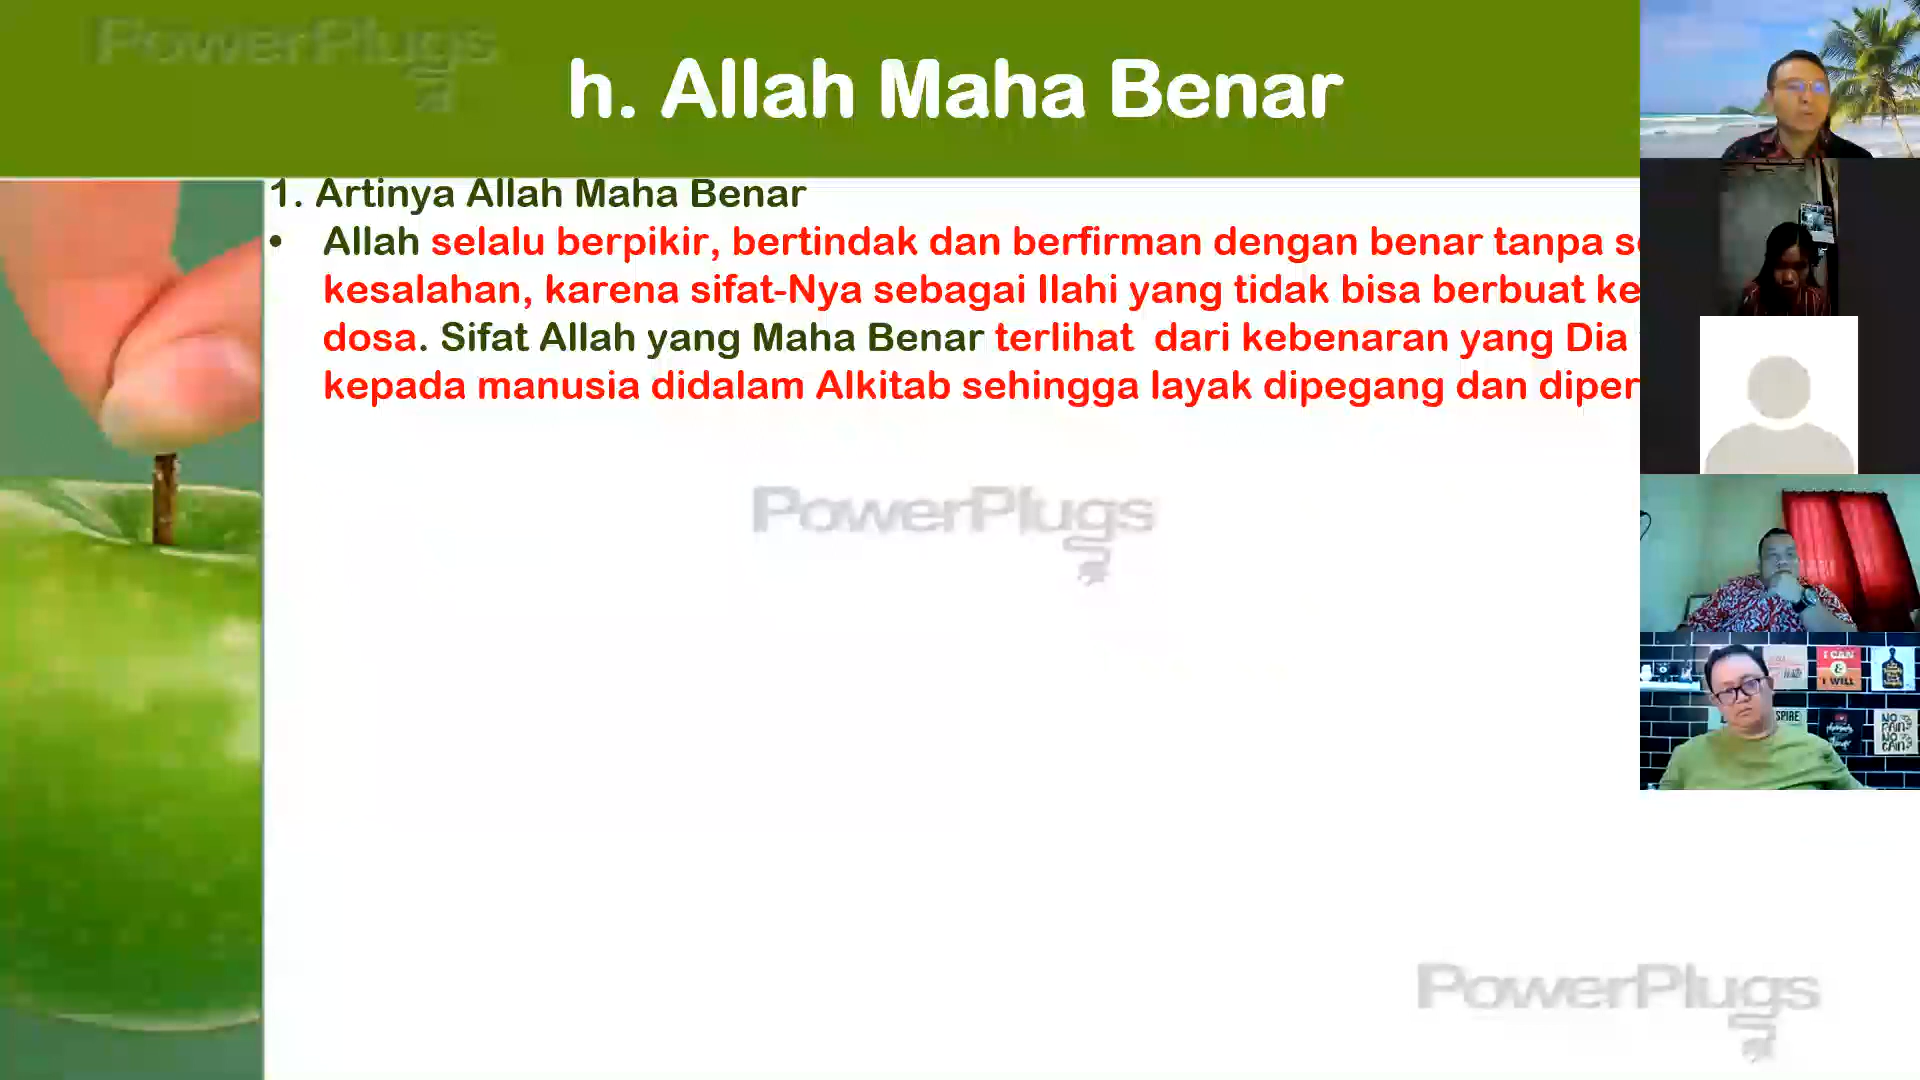 PowerPlugs
h. Allah Maha Benar
1. Artinya Allah Maha Benar
• Allah selalu berpikir, bertindak dan berfirman dengan benar tanpa
kesalahan, karena sifat-Nya sebagai Ilahi yang tidak bisa berbuat
dosa. Sifat Allah yang Maha Benar terlihat dari kebenaran yang Dia
kepada manusia didalam Alkitab sehingga layak dipegang dan
PowerPlugs
I CAN
&
I WILL
SPIRE
NO
PAIN
NO
GAIN
PowerPlugs